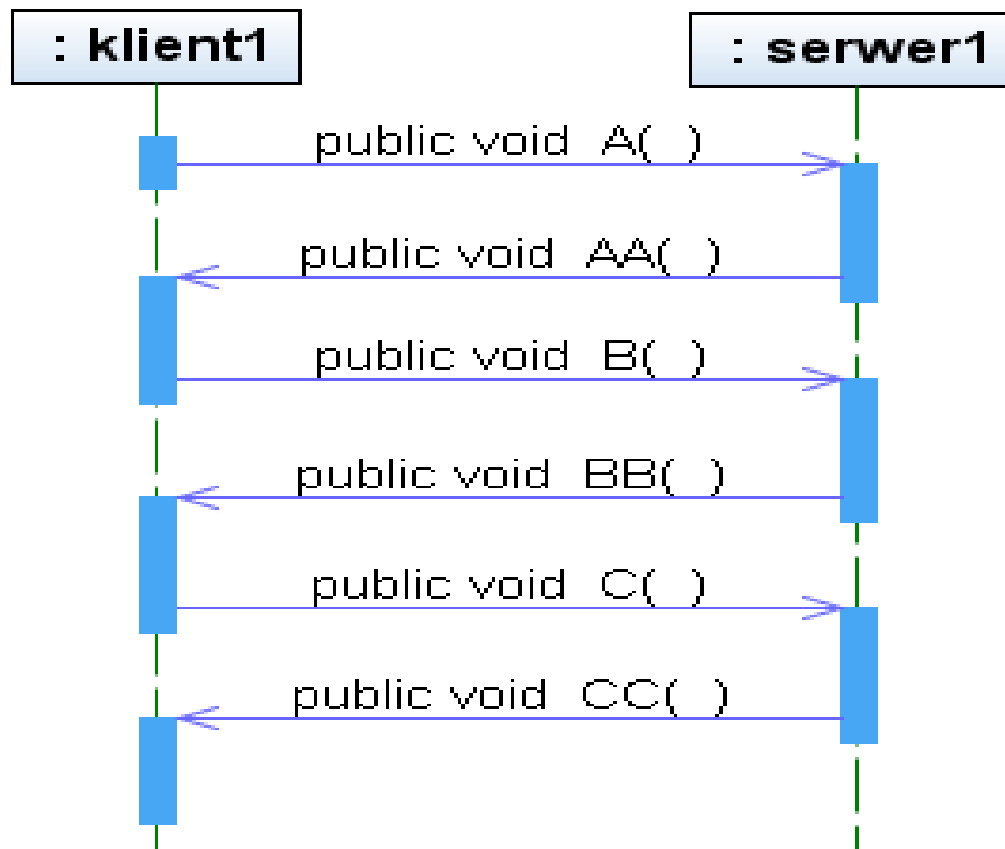 : klient1
: serwer1
public void A( )
public void AA( )
public void B( )
public void BB( )
public void C( )
public void CC( )